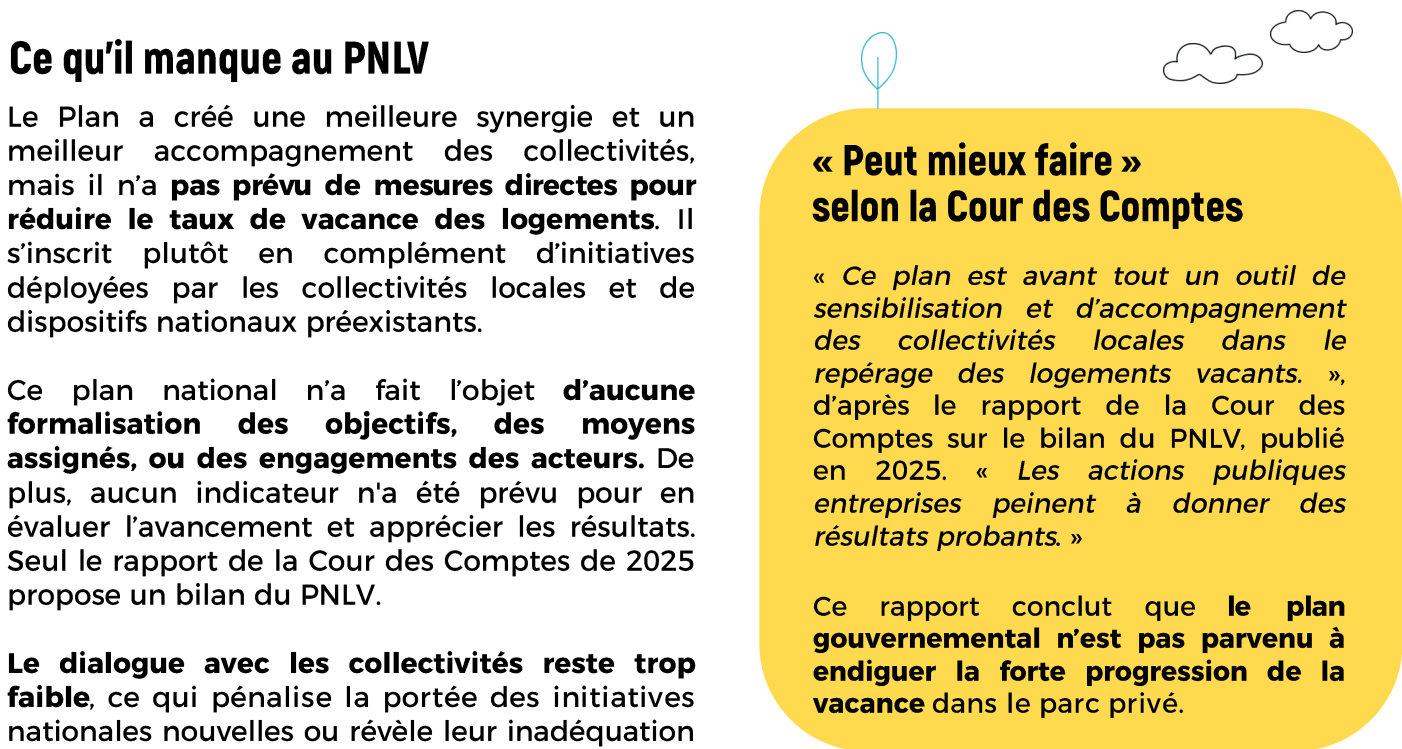 Ce qu'il manque au PNLV
Le Plan a créé une meilleure synergie et un
meilleur accompagnement des collectivités,
mais il n'a pas prévu de mesures directes pour
réduire le taux de vacance des logements. Il
s'inscrit plutôt en complément d'initiatives
déployées par les collectivités locales et de
dispositifs nationaux préexistants.
Ce plan national n'a fait l'objet d'aucune
formalisation des objectifs, des moyens
assignés, ou des engagements des acteurs. De
plus, aucun indicateur n'a été prévu pour en
évaluer l'avancement et apprécier les résultats.
Seul le rapport de la Cour des Comptes de 2025
propose un bilan du PNLV.
Le dialogue avec les collectivités reste trop
faible, ce qui pénalise la portée des initiatives
nationales nouvelles ou révèle leur inadéquation
« Peut mieux faire »
selon la Cour des Comptes
« Ce plan est avant tout un outil de
sensibilisation et d'accompagnement
des collectivités locales dans le
repérage des logements vacants. »,
d'après le rapport de la Cour des
Comptes sur le bilan du PNLV, publié
en 2025. « Les actions publiques
entreprises peinent à donner des
résultats probants. »
Ce rapport conclut que le plan
gouvernemental n'est pas parvenu à
endiguer la forte progression de la
vacance dans le parc privé.